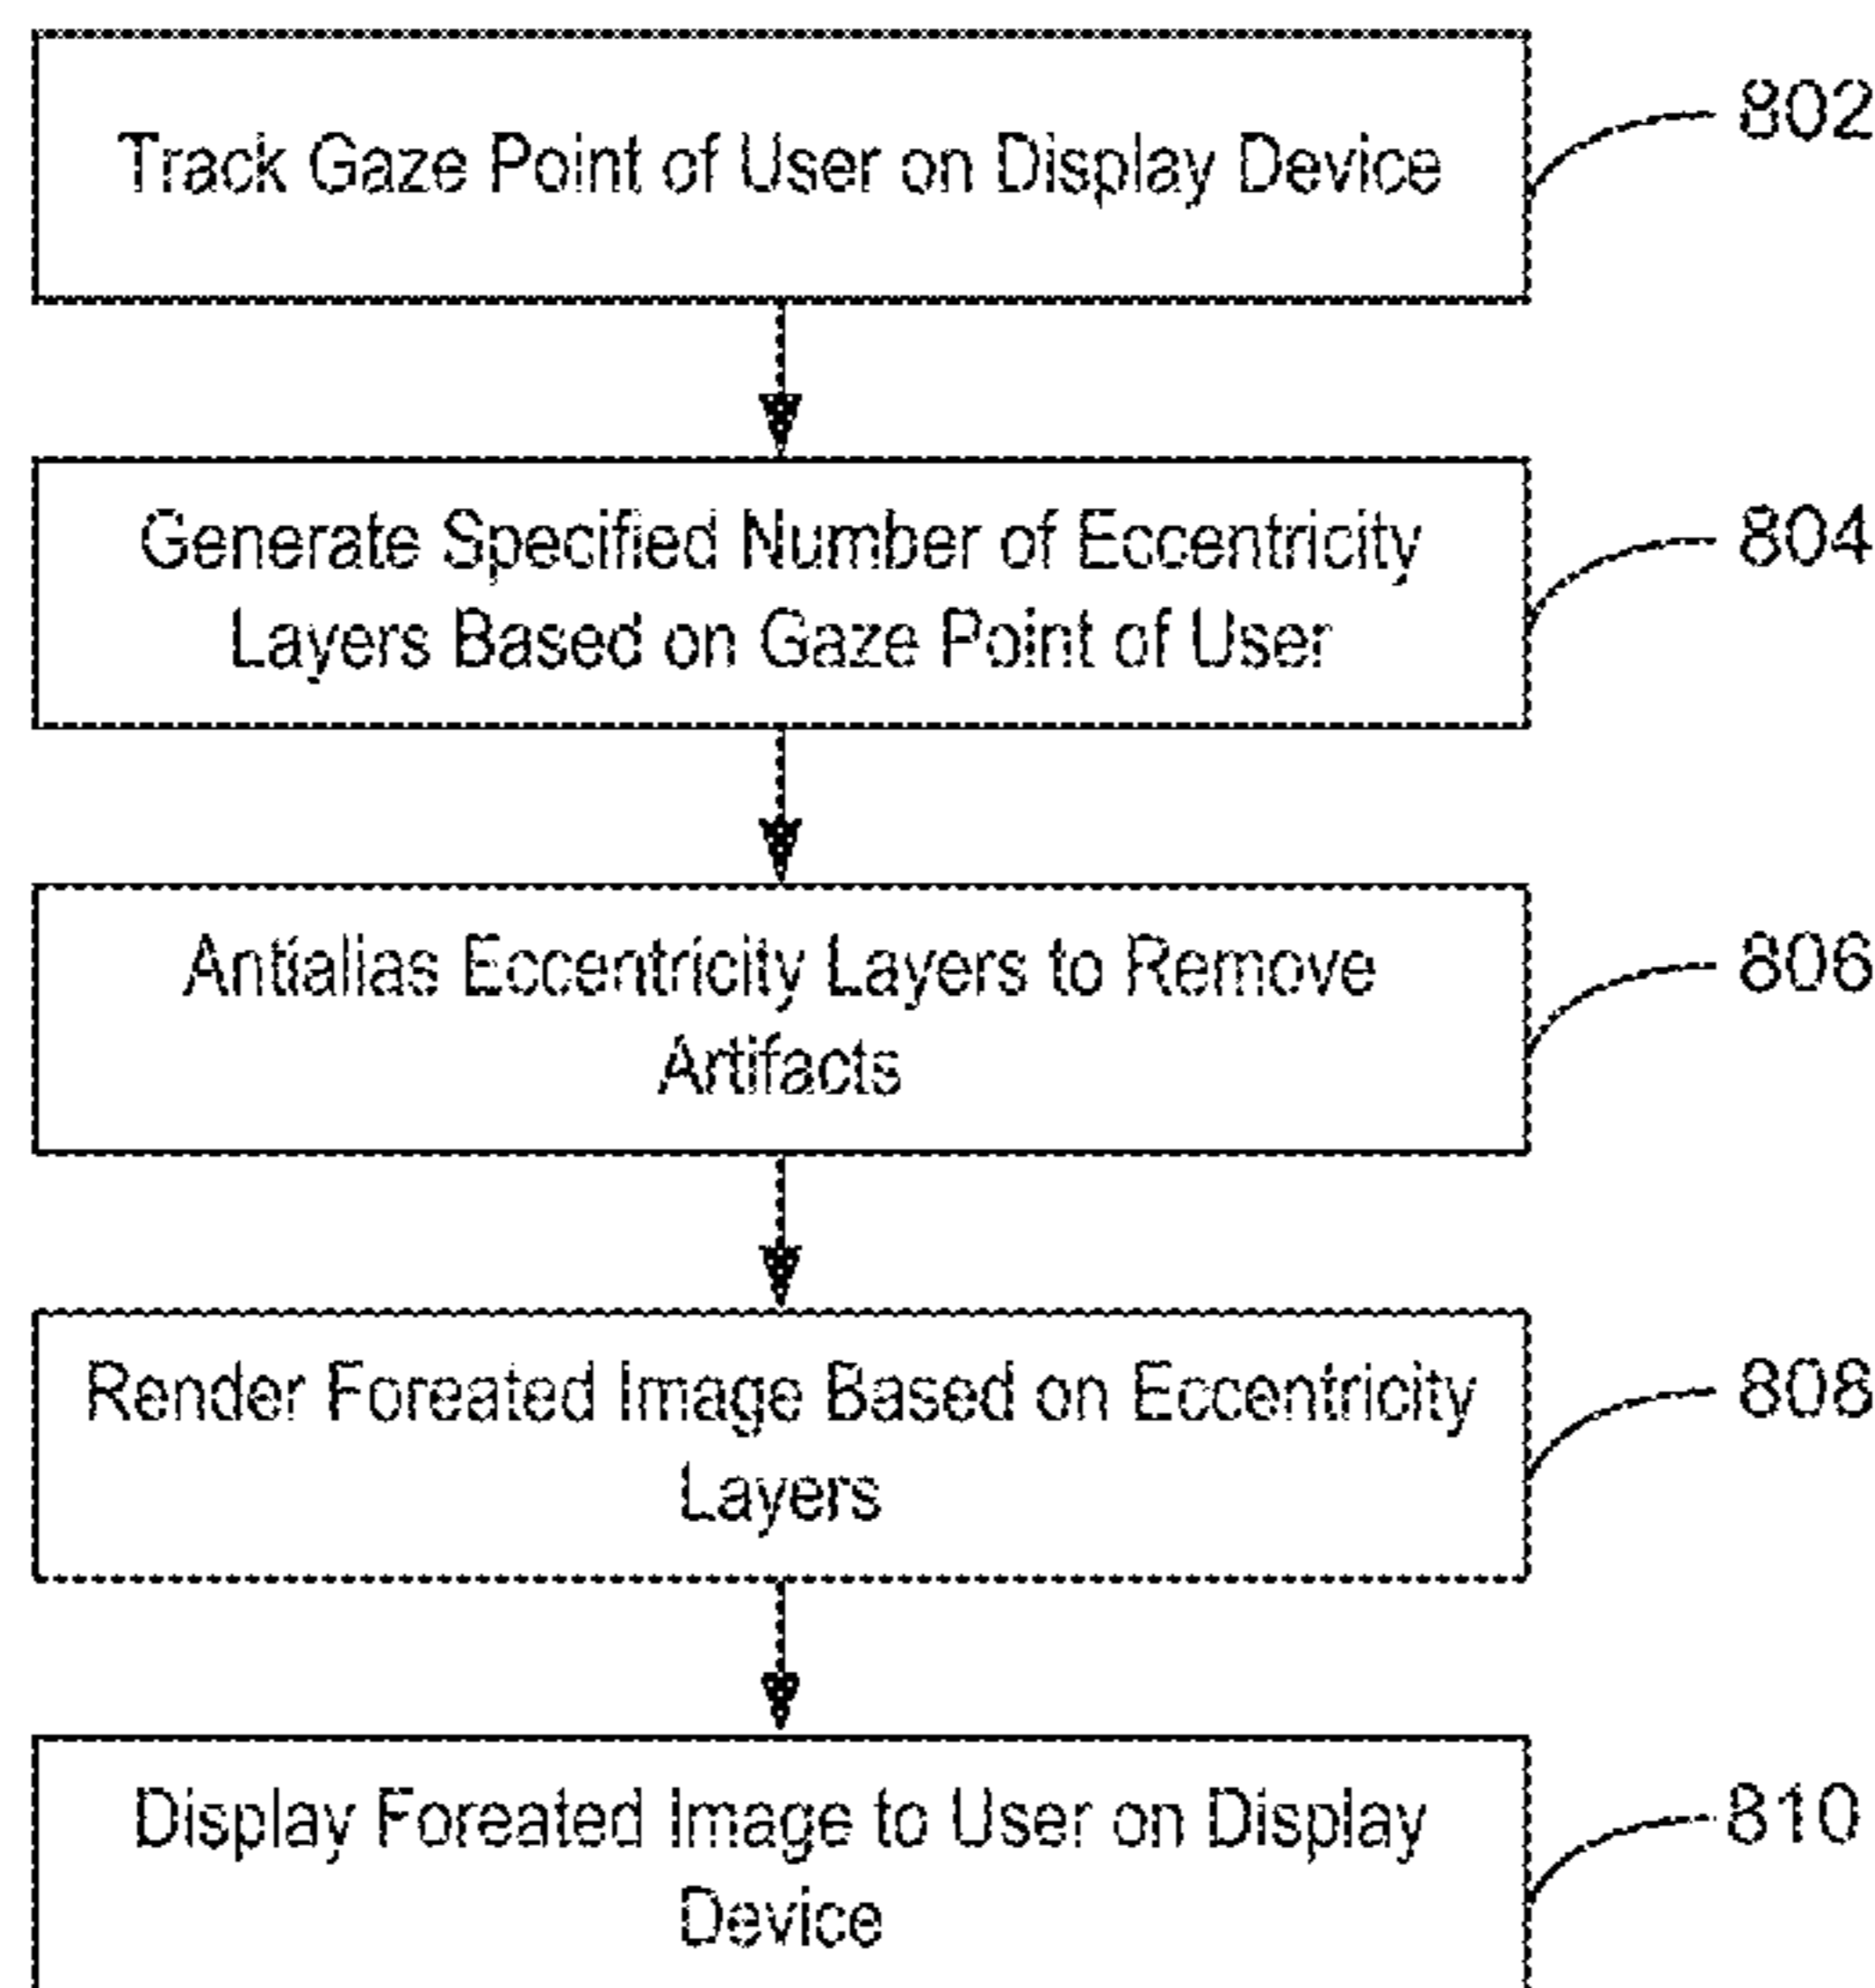 Track Gaze Point of User on Display Device
802
Generate Specified Number of Eccentricity
Layers Based on Gaze Point of User
804
Antialias Eccentricity Layers to Remove
Artifacts
806
Render Foreated Image Based on Eccentricity
Layers
808
Display Foreated Image to User on Display
Device
810